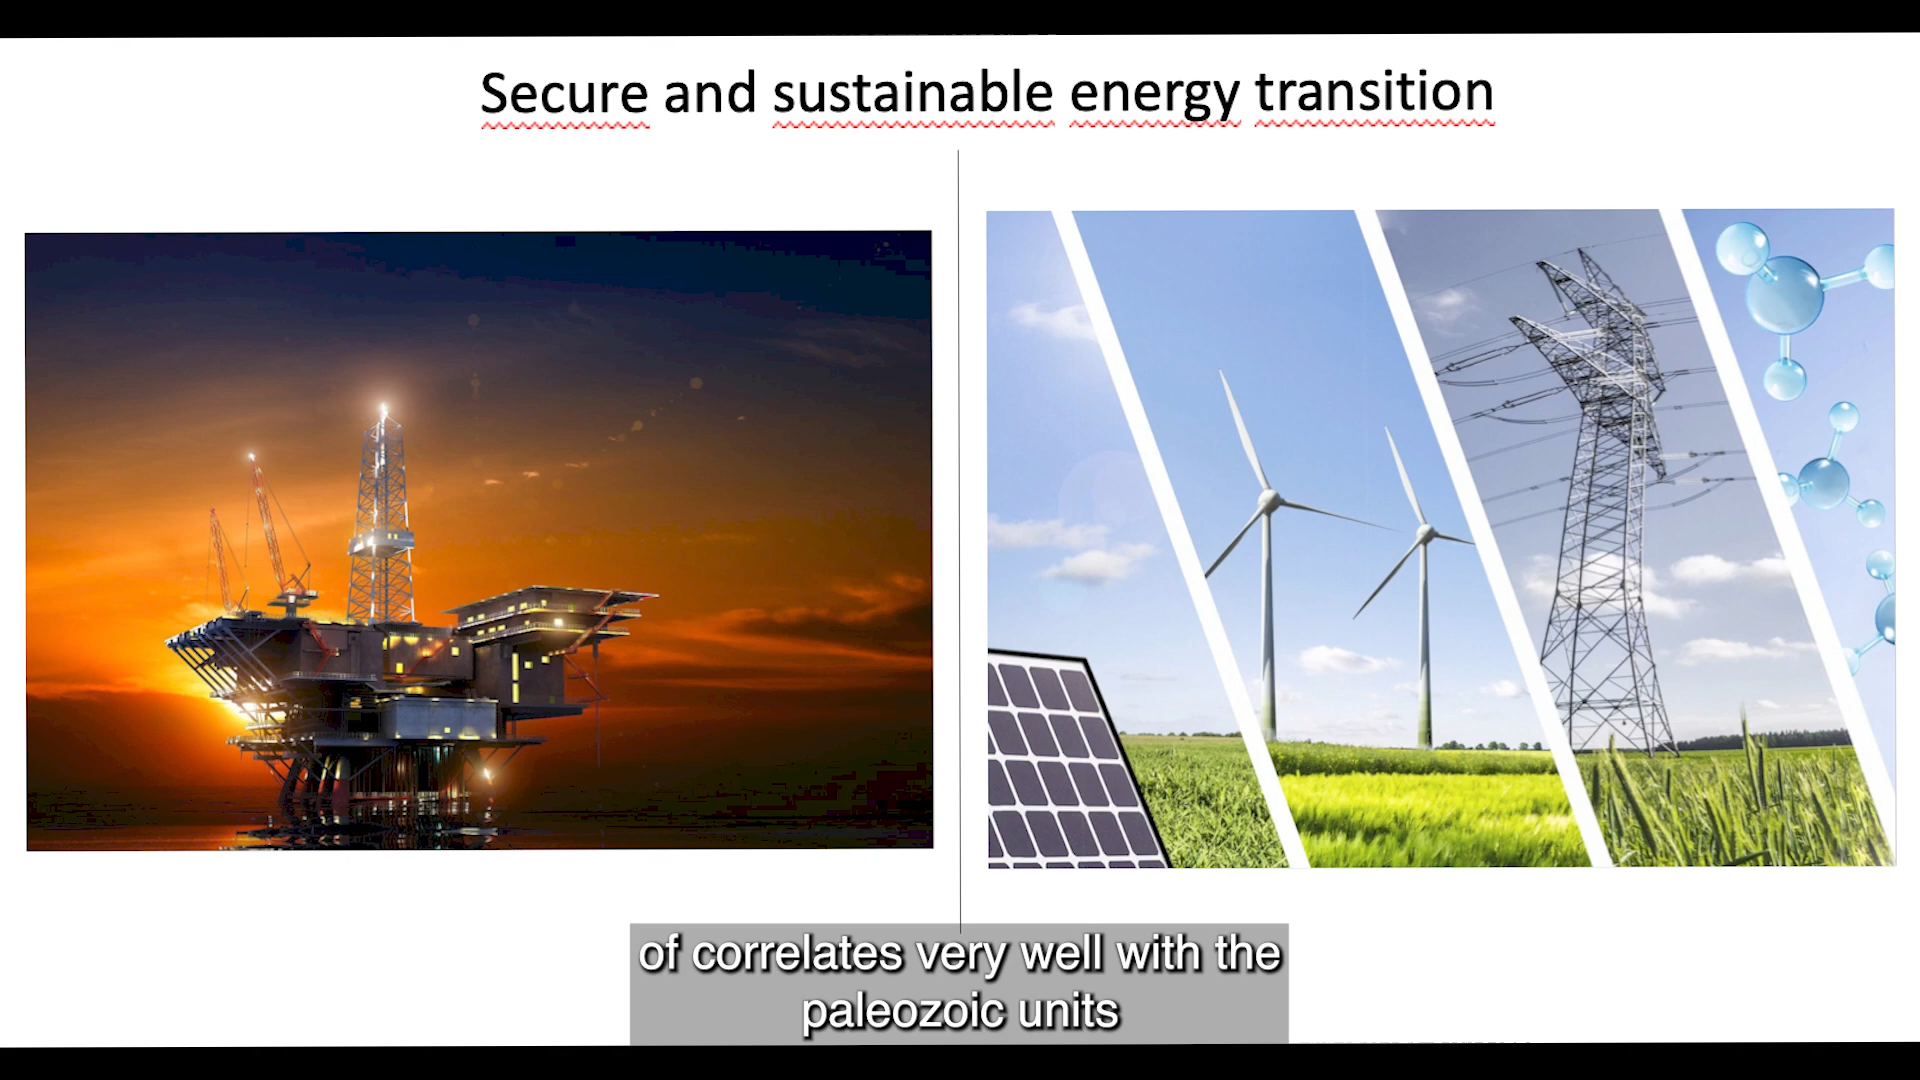 Secure and sustainable energy transition
of correlates very well with the
paleozoic units